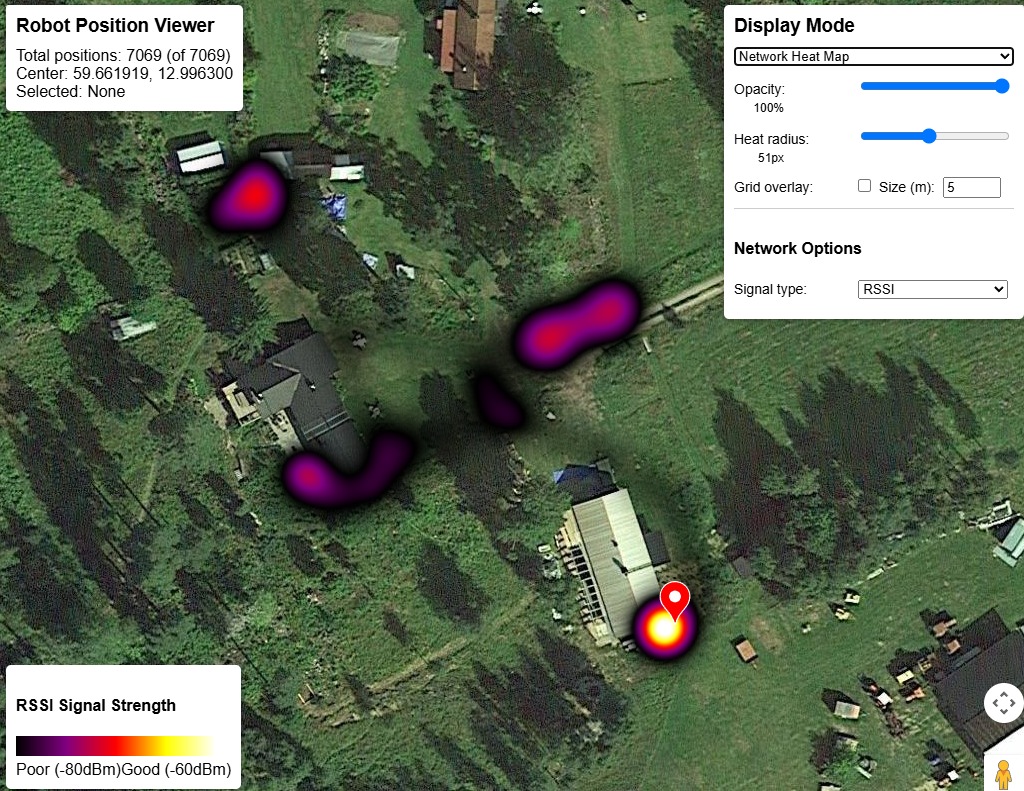 Robot Position Viewer
Total positions: 7069 (of 7069)
Center: 59.661919, 12.996300
Selected: None
Display Mode
Network Heat Map
Opacity:
100%
Heat radius:
51px
Grid overlay: Size (m): 5
Network Options
Signal type: RSSI
RSSI Signal Strength
Poor (-80dBm)Good (-60dBm)